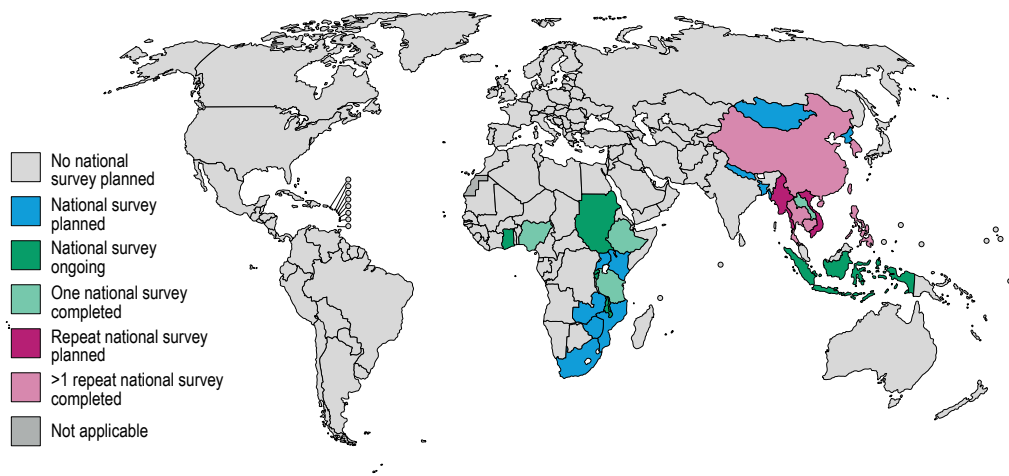 No national
survey planned
National survey
planned
National survey
ongoing
One national survey
completed
Repeat national survey
planned
>1 repeat national survey
completed
Not applicable